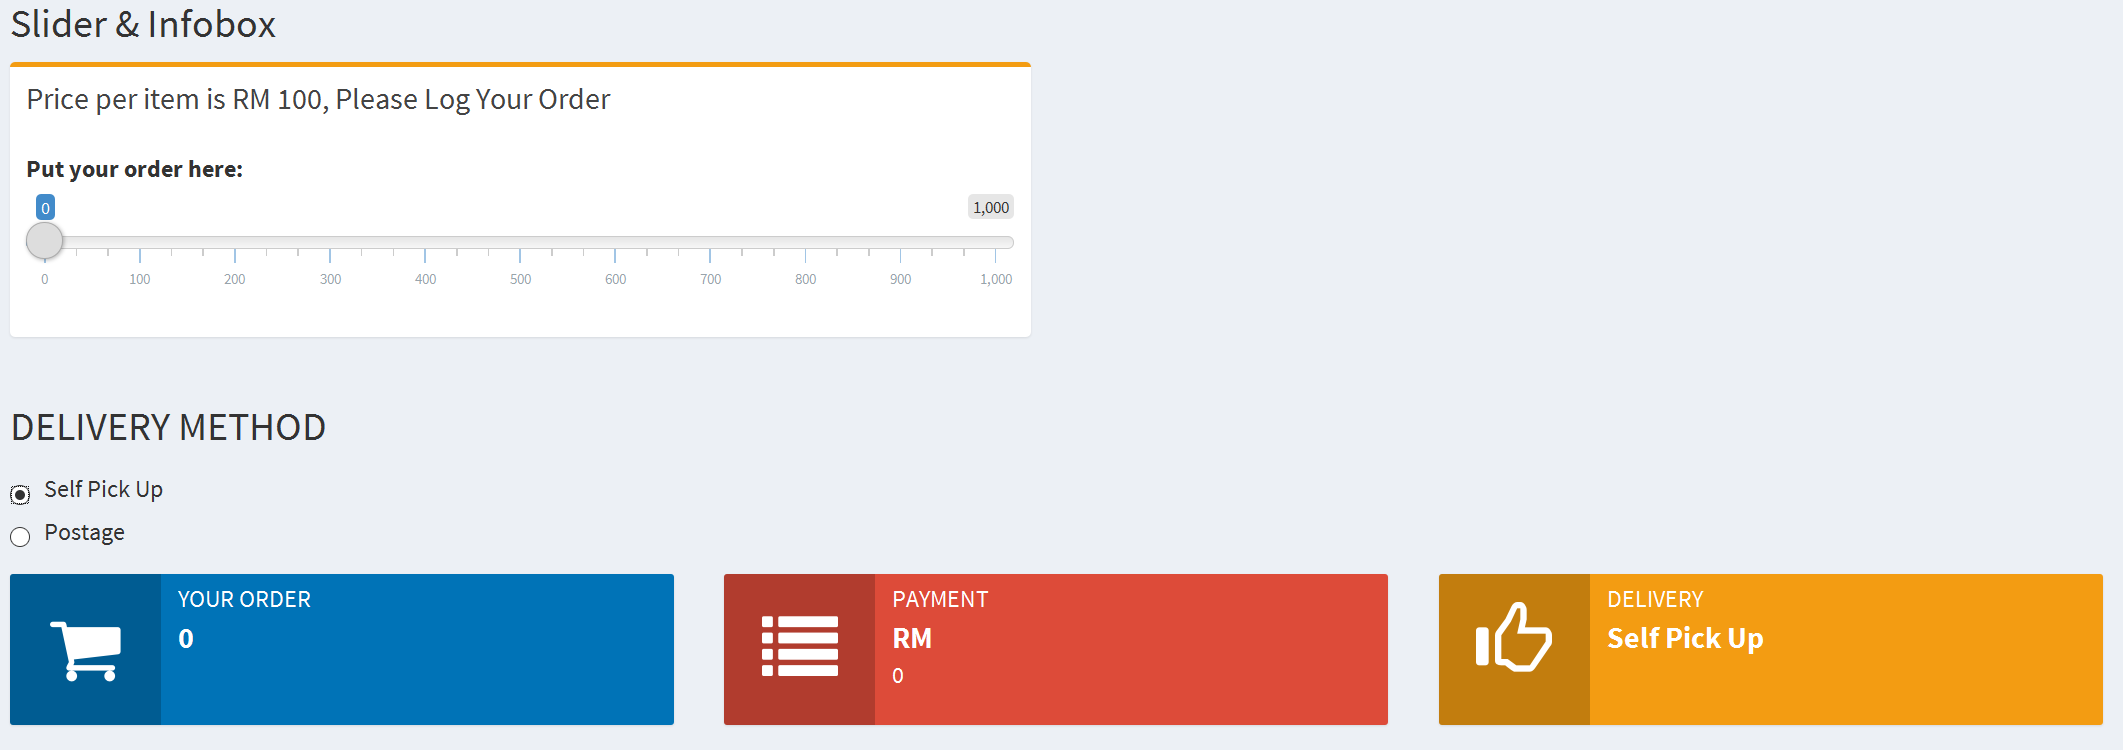 Slider & Infobox
Price per item is RM 100, Please Log Your Order
Put your order here:
0 1,000
0 100 200 300 400 500 600 700 800 900 1,000
DELIVERY METHOD
Self Pick Up
Postage
YOUR ORDER
0
PAYMENT
RM
0
DELIVERY
Self Pick Up